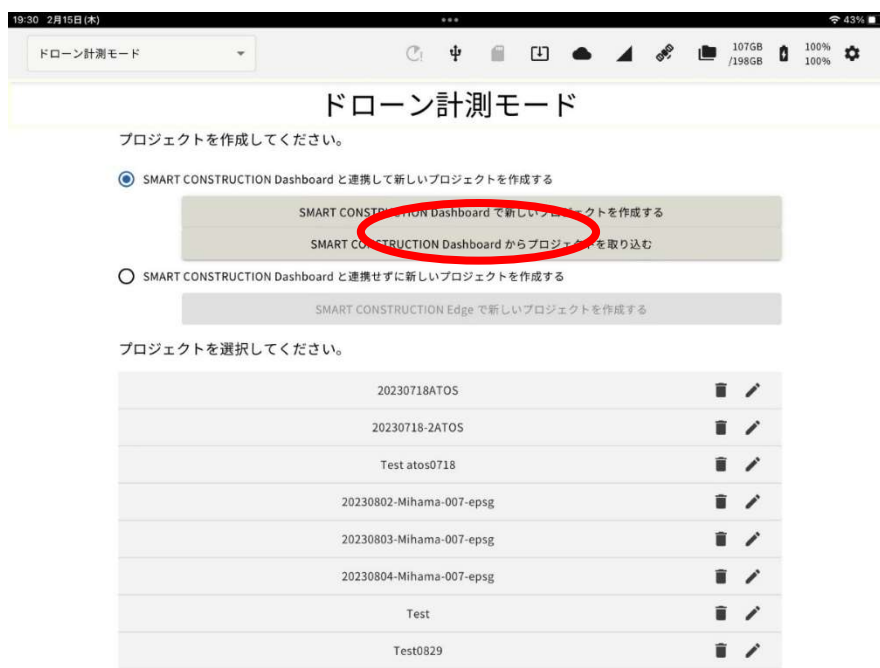 19:30 2月15日(木)
43%
ドローン計測モード
107GB
/198GB
100%
100%
ドローン計測モード
プロジェクトを作成してください。
SMART CONSTRUCTION Dashboard と連携して新しいプロジェクトを作成する
SMART CONSTRUCTION Dashboard で新しいプロジェクトを作成する
SMART CONSTRUCTION Dashboard からプロジェクトを取り込む
SMART CONSTRUCTION Dashboard と連携せずに新しいプロジェクトを作成する
SMART CONSTRUCTION Edge で新しいプロジェクトを作成する
プロジェクトを選択してください。
20230718ATOS
20230718-2ATOS
Test atos0718
20230802-Mihama-007-epsg
20230803-Mihama-007-epsg
20230804-Mihama-007-epsg
Test
Test0829